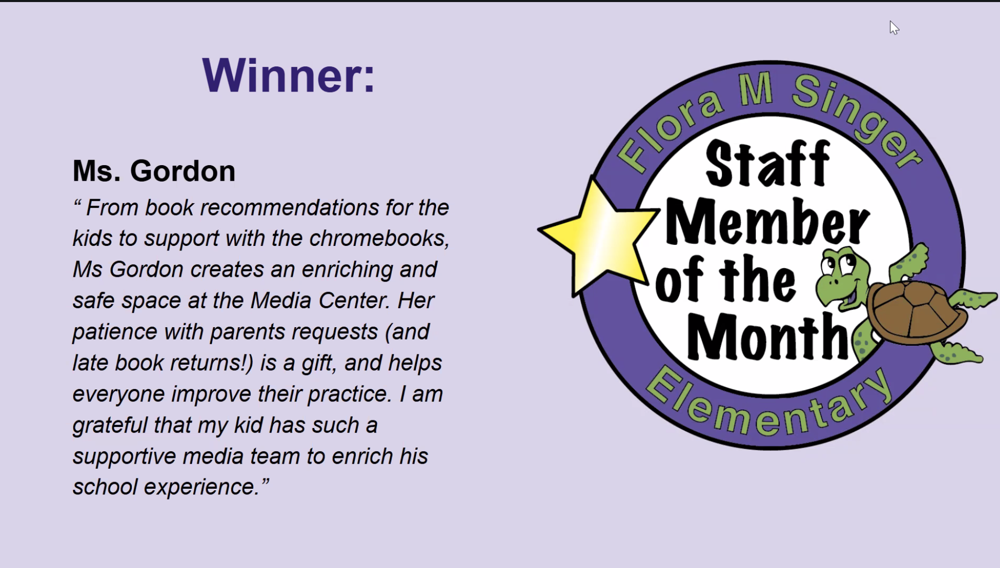 Winner:
Ms. Gordon
“ From book recommendations for the
kids to support with the chromebooks,
Ms Gordon creates an enriching and
safe space at the Media Center. Her
patience with parents requests (and
late book returns!) is a gift, and helps
everyone improve their practice. I am
grateful that my kid has such a
supportive media team to enrich his
school experience.”
Flora M Singer
Staff
Member
of the
Month
Elementary